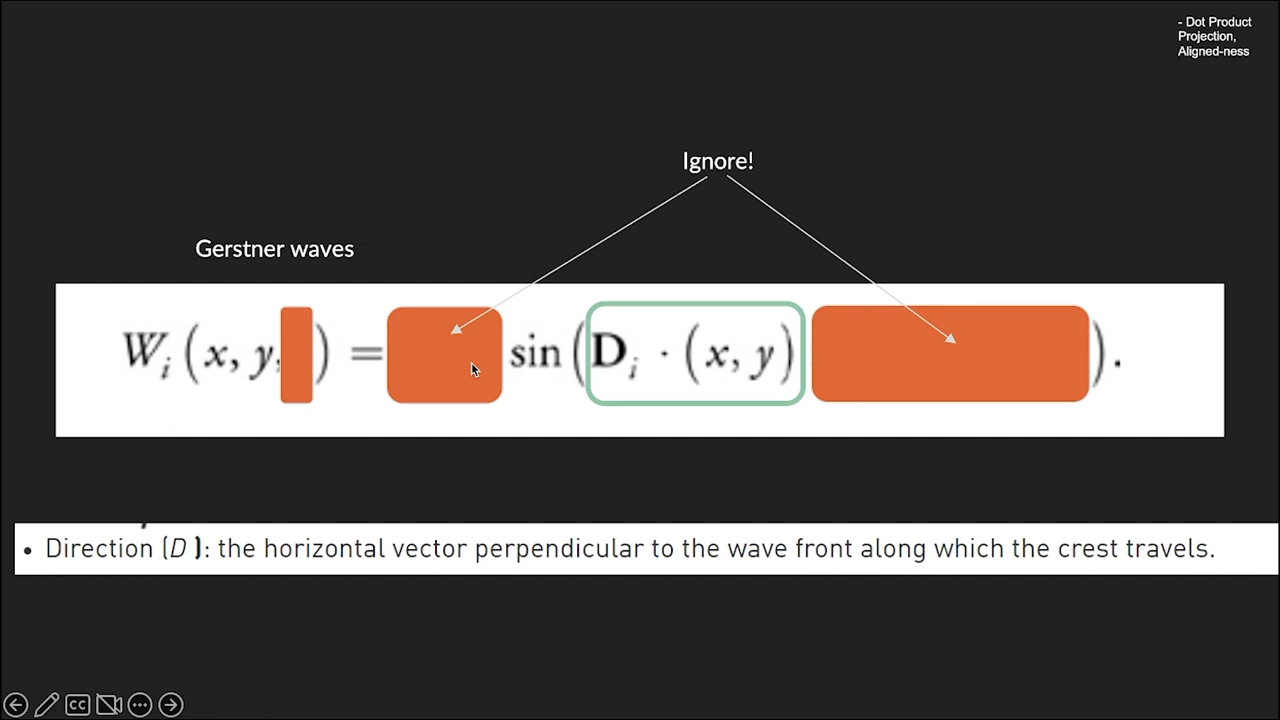 - Dot Product
Projection,
Aligned-ness
Ignore!
Gerstner waves
W_i (x, y, ) = sin (D_i · (x, y) ).
• Direction (D ): the horizontal vector perpendicular to the wave front along which the crest travels.
CC